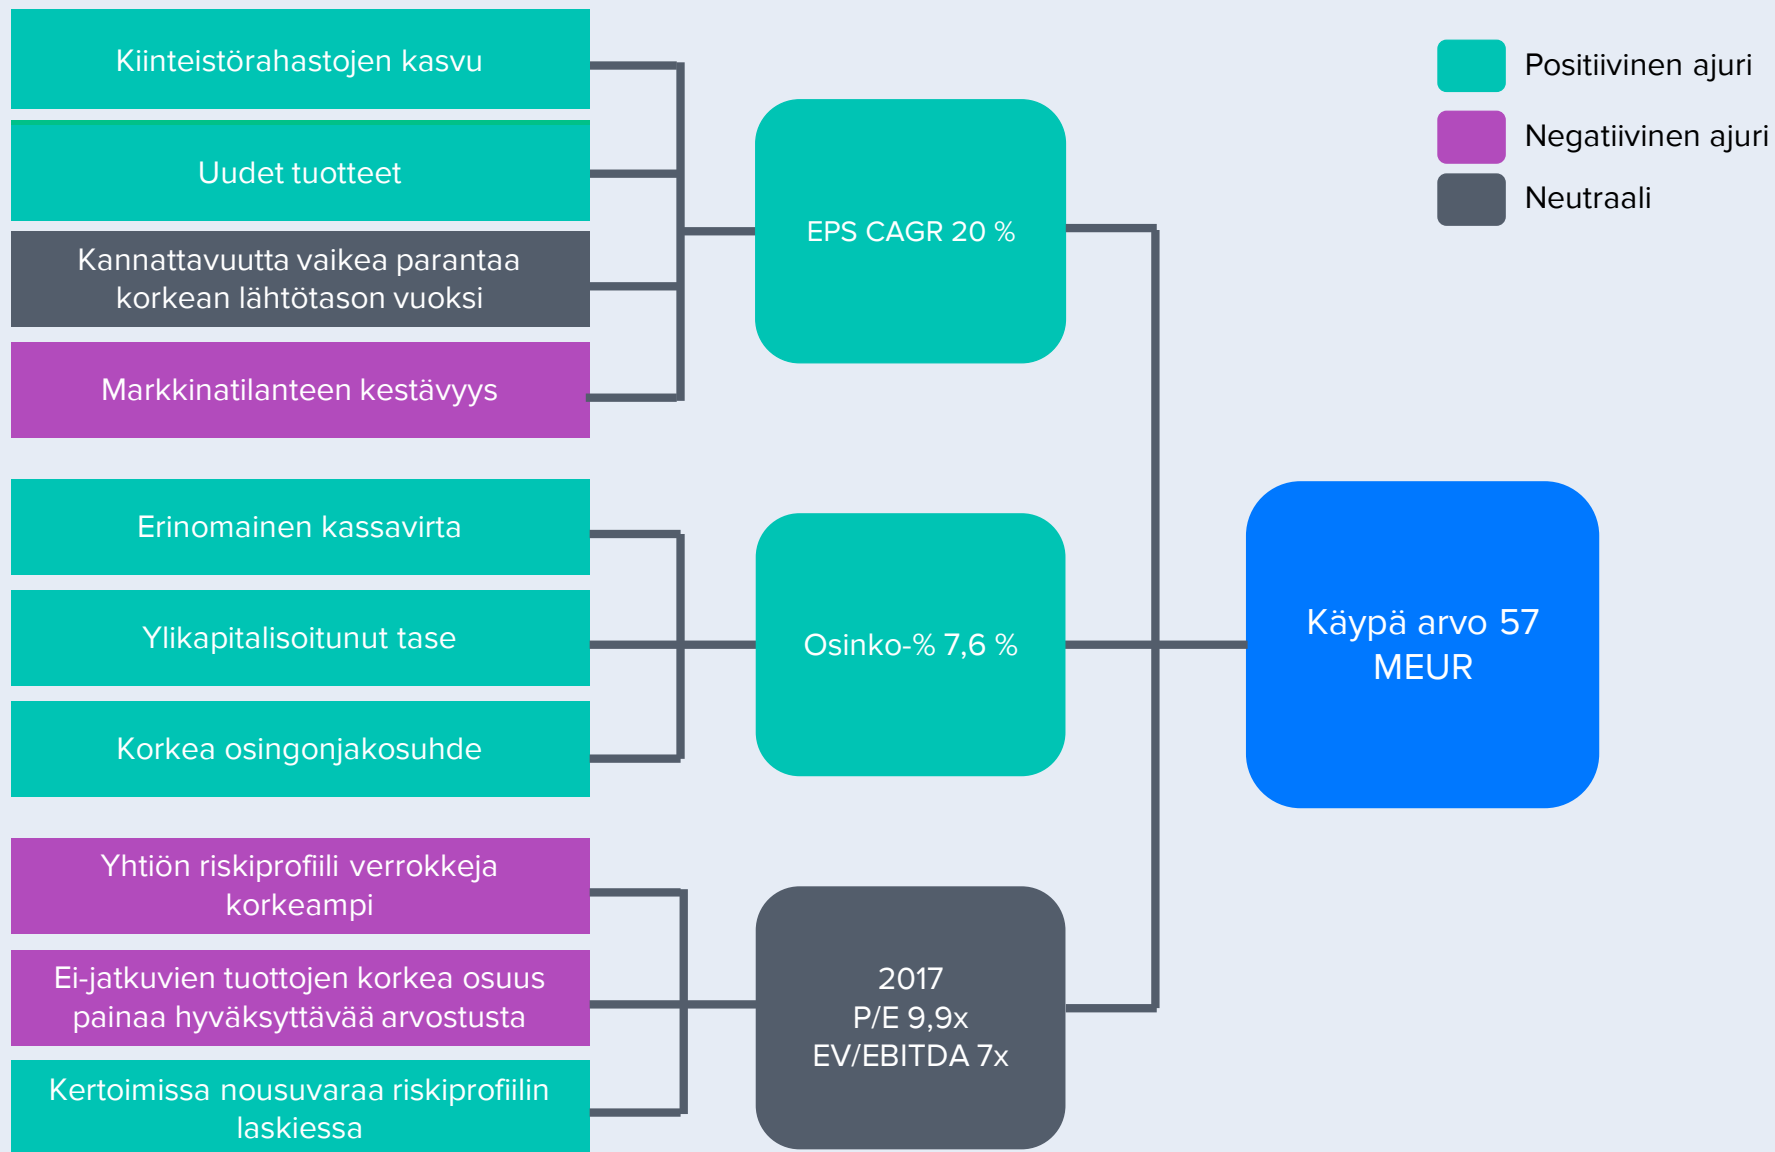 Kiinteistörahastojen kasvu
Uudet tuotteet
Kannattavuutta vaikea parantaa
korkean lähtötason vuoksi
Markkinatilanteen kestävyys
EPS CAGR 20 %
Erinomainen kassavirta
Ylikapitalisoitunut tase
Korkea osingonjakosuhde
Osinko-% 7,6 %
Yhtiön riskiprofiili verrokkeja
korkeampi
Ei-jatkuvien tuottojen korkea osuus
painaa hyväksyttävää arvostusta
Kertoimissa nousuvaraa riskiprofiilin
laskiessa
2017
P/E 9,9x
EV/EBITDA 7x
Käypä arvo 57
MEUR
Positiivinen ajuri
Negatiivinen ajuri
Neutraali